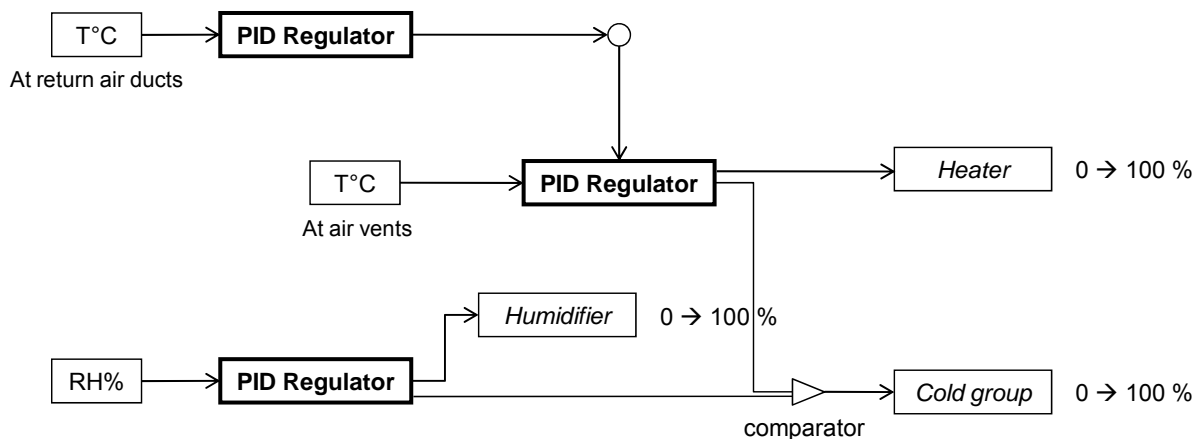 T°C
PID Regulator
At return air ducts
T°C
PID Regulator
Heater
0 → 100 %
At air vents
Humidifier
0 → 100 %
RH%
PID Regulator
Cold group
0 → 100 %
comparator